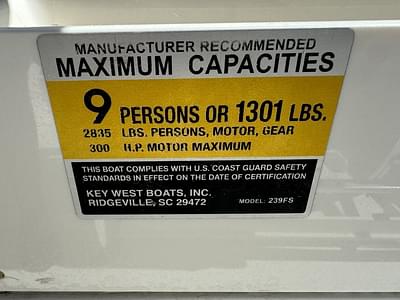 MANUFACTURER RECOMMENDED
MAXIMUM CAPACITIES
9 PERSONS OR 1301 LBS.
2835 LBS. PERSONS, MOTOR, GEAR
300 H.P. MOTOR MAXIMUM
THIS BOAT COMPLIES WITH U.S. COAST GUARD SAFETY
STANDARDS IN EFFECT ON THE DATE OF CERTIFICATION
KEY WEST BOATS, INC.
RIDGEVILLE, SC 29472 MODEL: 239FS